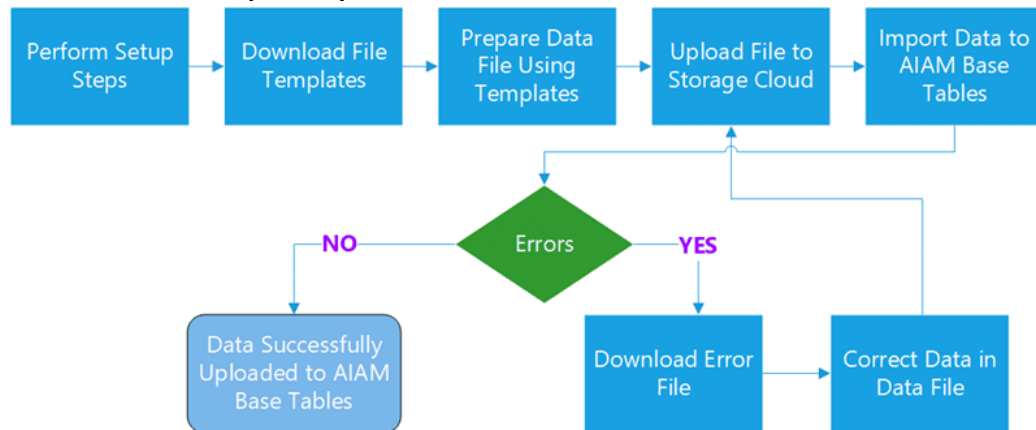 Perform Setup
Steps
Download File
Templates
Prepare Data
File Using
Templates
Upload File to
Storage Cloud
Import Data to
AIAM Base
Tables
Errors
NO
YES
Data Successfully
Uploaded to AIAM
Base Tables
Download Error
File
Correct Data in
Data File